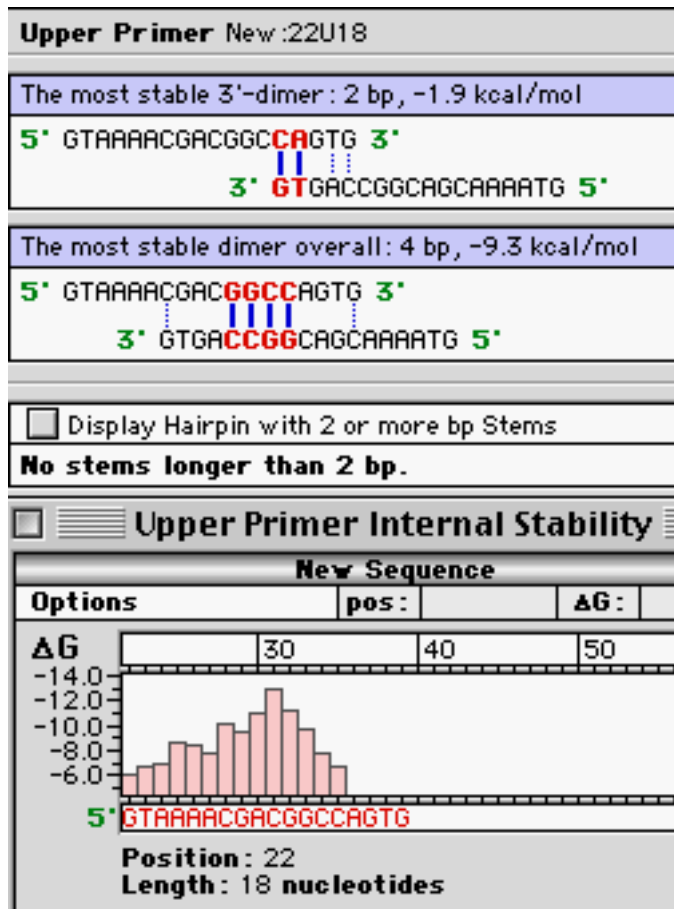 Upper Primer New:22U18
The most stable 3'-dimer: 2 bp, -1.9 kcal/mol
5' GTAAAACGACGGCCAGTG 3'
3' GTGACCGGCAGCAAAATG 5'
The most stable dimer overall: 4 bp, -9.3 kcal/mol
5' GTAAAACGACGGCCAGTG 3'
3' GTGACCGGCAGCAAAATG 5'
Display Hairpin with 2 or more bp Stems
No stems longer than 2 bp.
Upper Primer Internal Stability
New Sequence
Options pos: ΔG:
ΔG 30 40 50
-14.0
-12.0
-10.0
-8.0
-6.0
5' GTAAAACGACGGCCAGTG
Position: 22
Length: 18 nucleotides